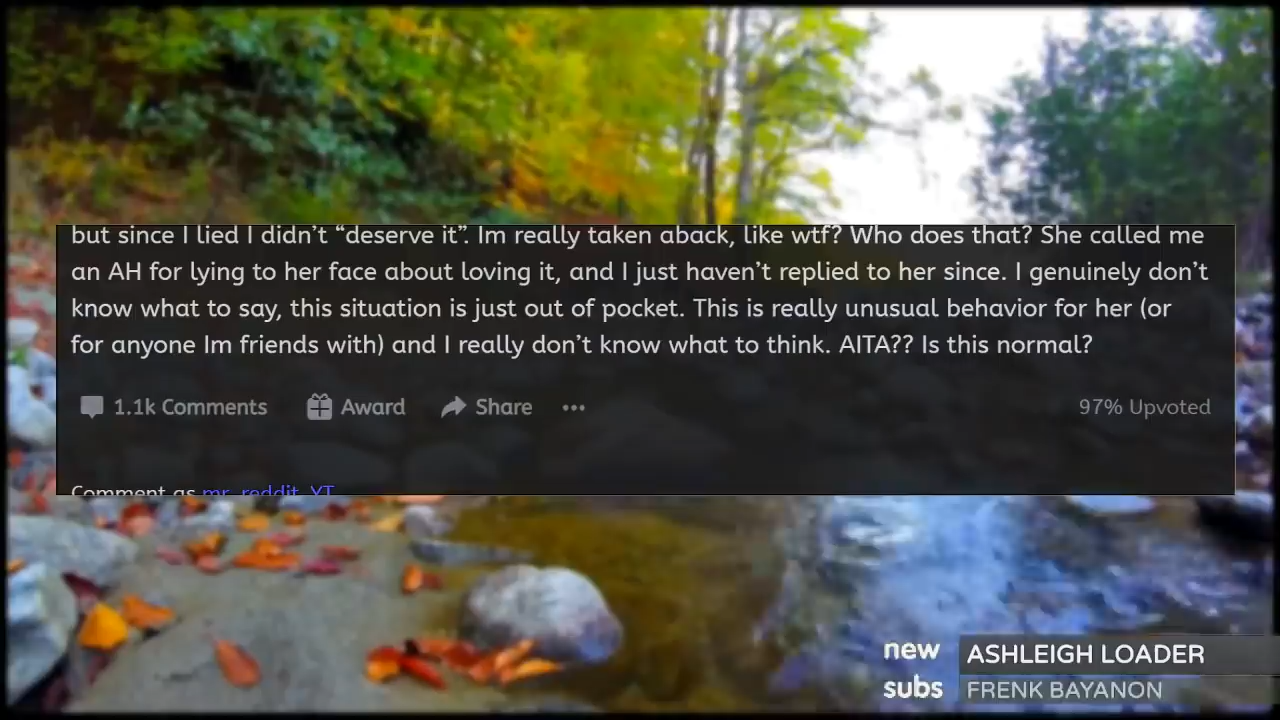 but since I lied I didn't “deserve it”. Im really taken aback, like wtf? Who does that? She called me
an AH for lying to her face about loving it, and I just haven't replied to her since. I genuinely don't
know what to say, this situation is just out of pocket. This is really unusual behavior for her (or
for anyone Im friends with) and I really don't know what to think. AITA?? Is this normal?
1.1k Comments Award Share ••• 97% Upvoted
Comment as mr_reddit_YT
new ASHLEIGH LOADER
subs FRENK BAYANON